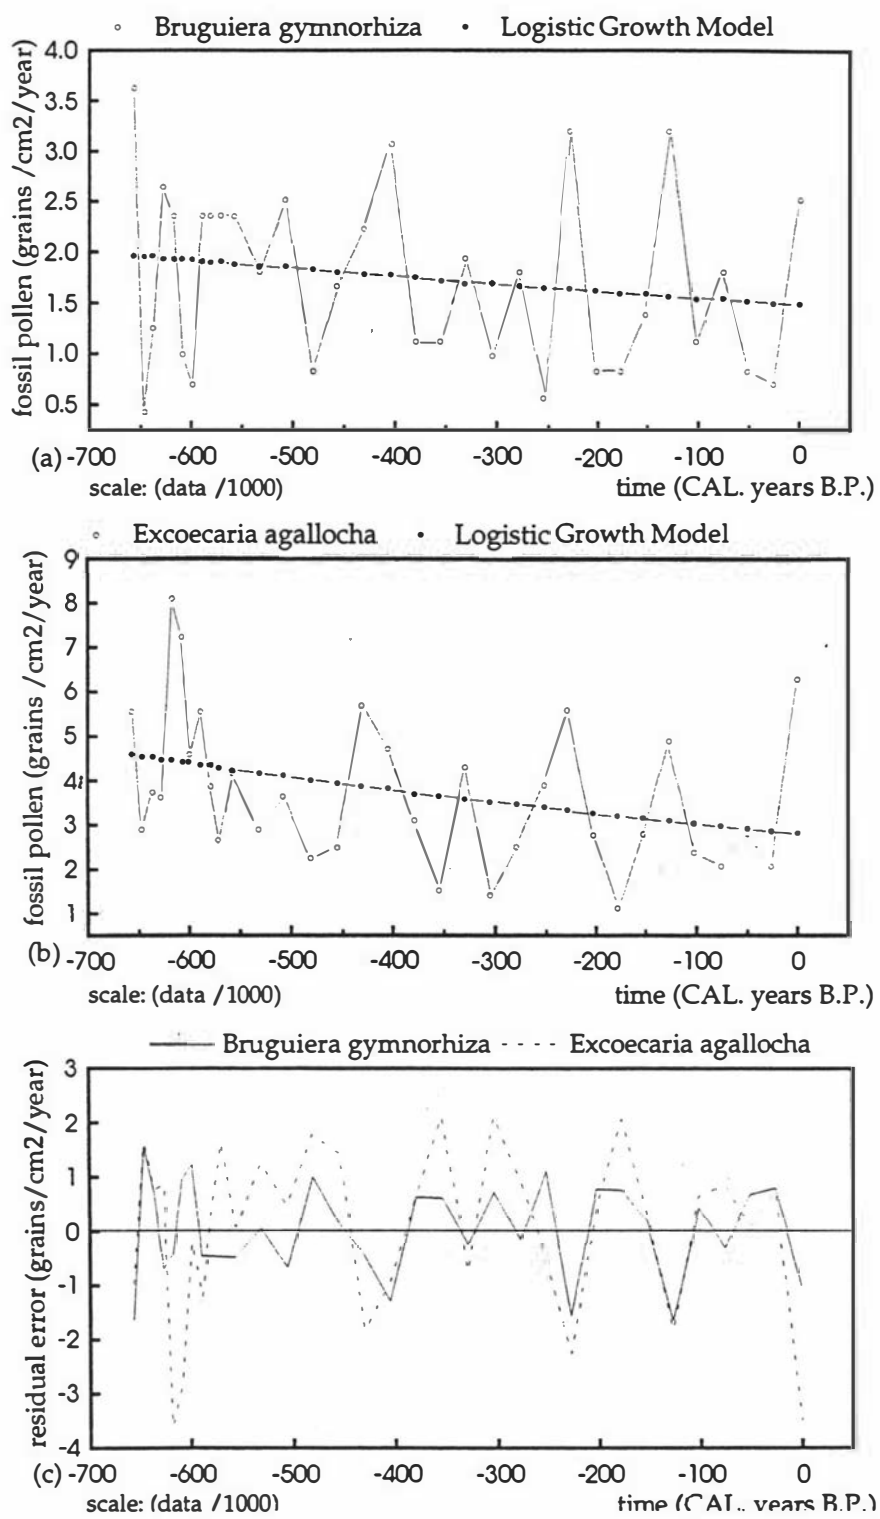 Bruguiera gymnorhiza Logistic Growth Model
fossil pollen (grains /cm2/year)
4.0
3.5
3.0
2.5
2.0
1.5
1.0
0.5
(a) -700 -600 -500 -400 -300 -200 -100 0
scale: (data /1000) time (CAL. years B.P.)
Excoecaria agallocha Logistic Growth Model
fossil pollen (grains /cm2/year)
9
8
7
6
5
4
3
2
1
(b) -700 -600 -500 -400 -300 -200 -100 0
scale: (data /1000) time (CAL. years B.P.)
Bruguiera gymnorhiza Excoecaria agallocha
residual error (grains/cm2/year)
3
2
1
0
-1
-2
-3
-4
(c) -700 -600 -500 -400 -300 -200 -100 0
scale: (data /1000) time (CAL. years B.P.)